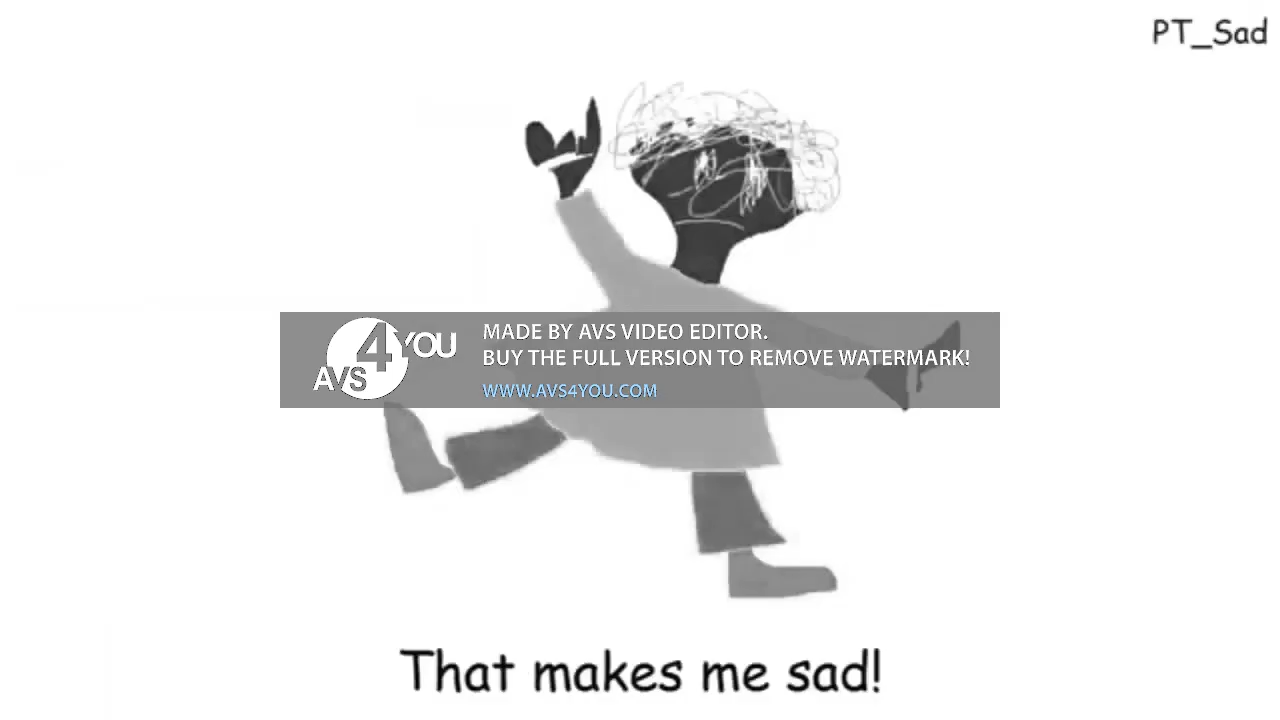 PT_Sad
AVS4YOU
MADE BY AVS VIDEO EDITOR.
BUY THE FULL VERSION TO REMOVE WATERMARK!
WWW.AVS4YOU.COM
That makes me sad!